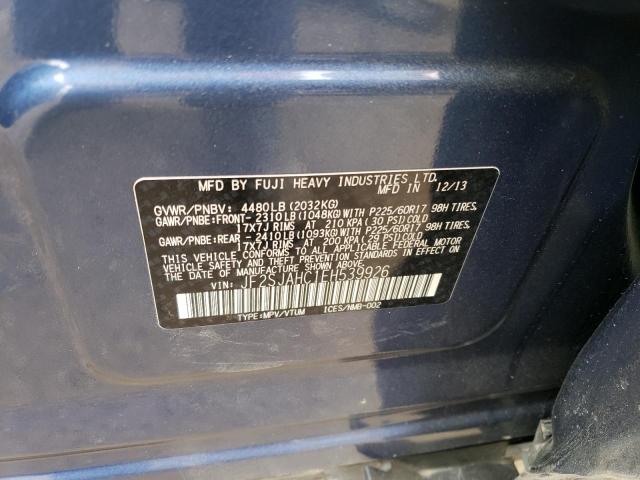 MFD BY FUJI HEAVY INDUSTRIES LTD. 12/13
GVWR/PNBV: 4480LB (2032KG)
GAWR/PNBE: FRONT- 2310LB (1048KG) WITH P225/60R17 98H TIRES,
17X7J RIMS AT 210 KPA (30 PSI) COLD
GAWR/PNBE: REAR - 2410LB (1093KG) WITH P225/60R17 98H TIRES,
17X7J RIMS AT 200 KPA (29 PSI) COLD
THIS VEHICLE CONFORMS TO ALL APPLICABLE FEDERAL MOTOR
VEHICLE SAFETY, BUMPER, AND THEFT PREVENTION STANDARDS
IN EFFECT ON THE DATE OF MANUFACTURE SHOWN ABOVE.
VIN: JF2SJAHC1EH539926
TYPE: MPV/VTUM ICES/NMB-002